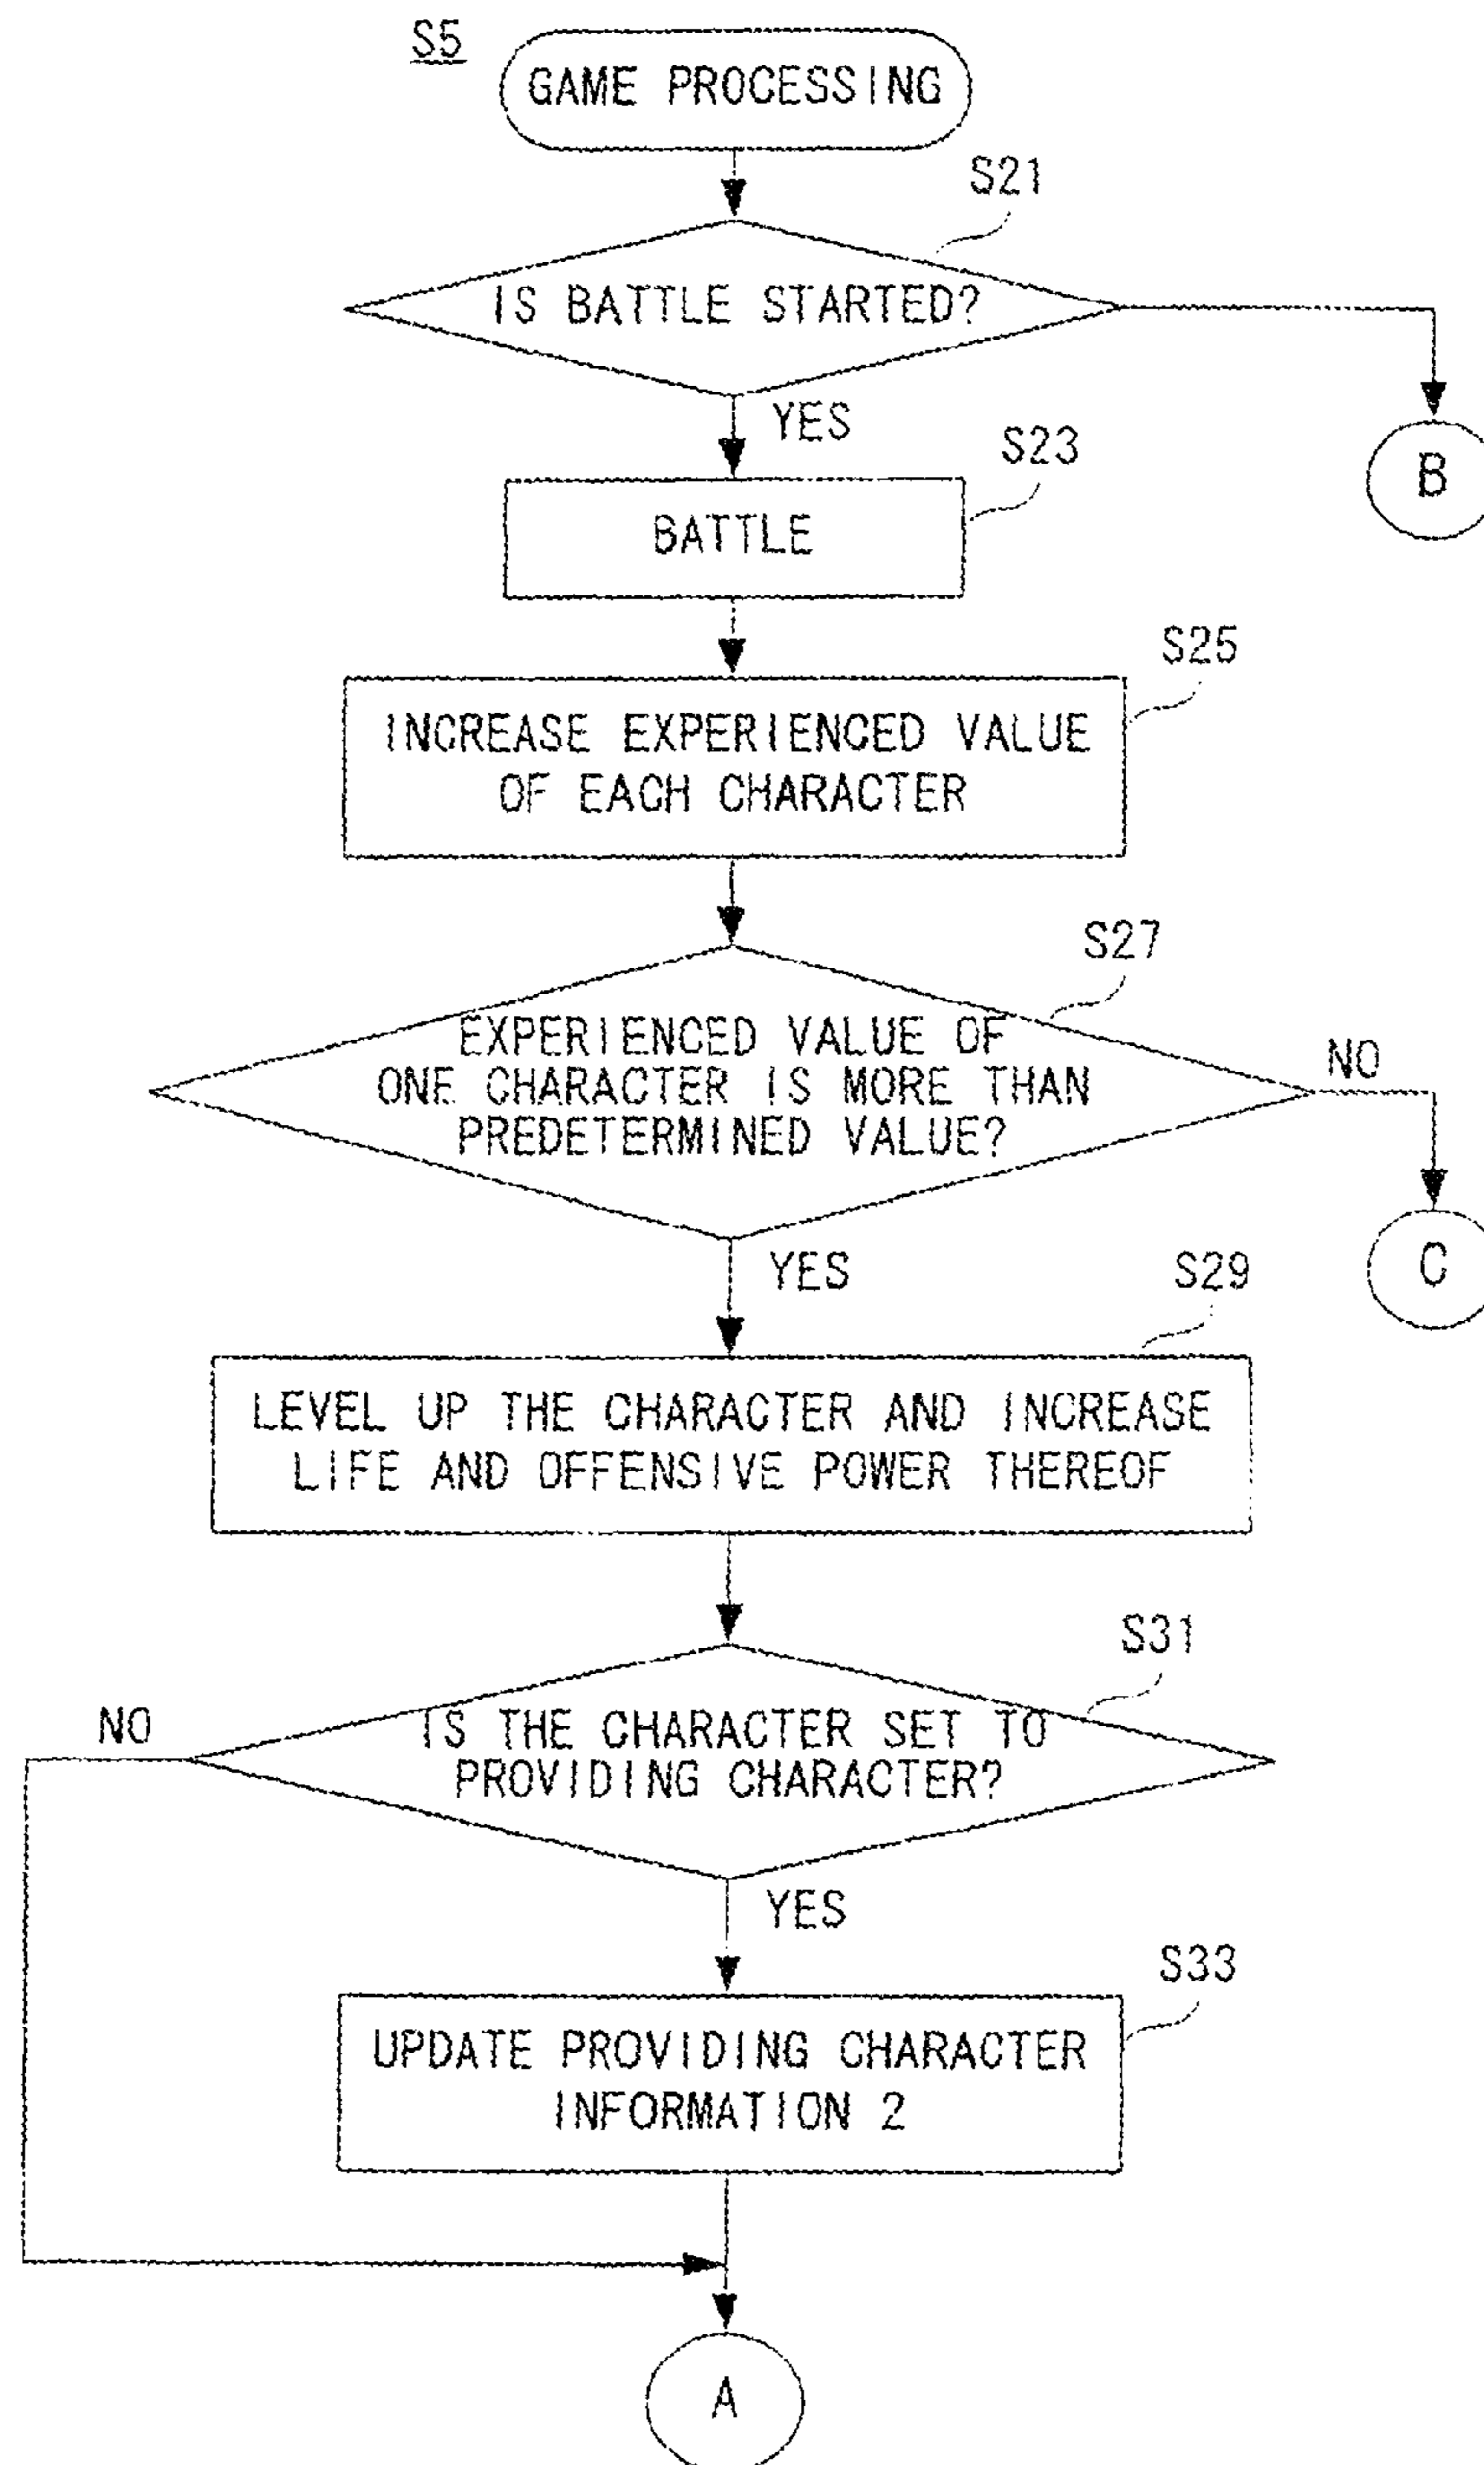 S5
GAME PROCESSING
S21
IS BATTLE STARTED?
YES
S23
B
BATTLE
S25
INCREASE EXPERIENCED VALUE
OF EACH CHARACTER
S27
EXPERIENCED VALUE OF
ONE CHARACTER IS MORE THAN
PREDETERMINED VALUE?
NO
YES
C
S29
LEVEL UP THE CHARACTER AND INCREASE
LIFE AND OFFENSIVE POWER THEREOF
S31
NO
IS THE CHARACTER SET TO
PROVIDING CHARACTER?
YES
S33
UPDATE PROVIDING CHARACTER
INFORMATION 2
A